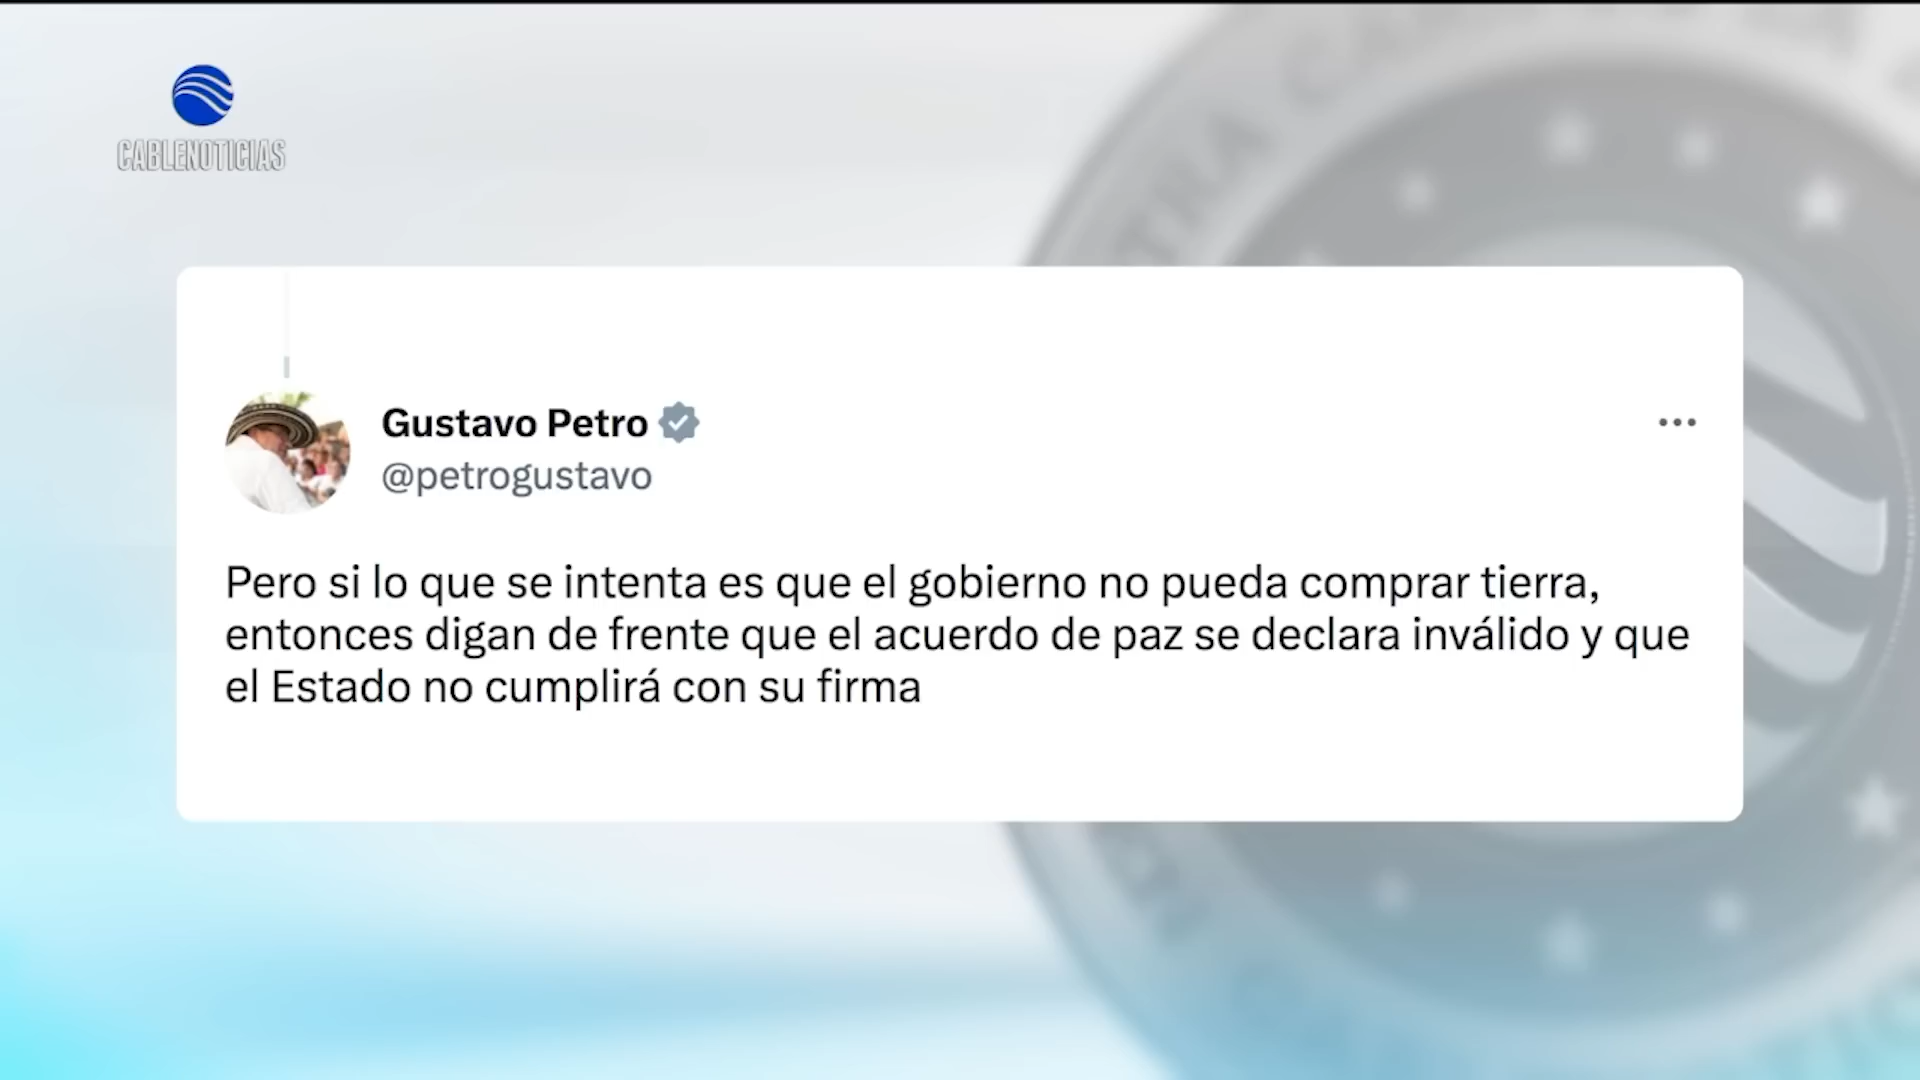 CABLENOTICIAS
Gustavo Petro
@petrogustavo
Pero si lo que se intenta es que el gobierno no pueda comprar tierra,
entonces digan de frente que el acuerdo de paz se declara inválido y que
el Estado no cumplirá con su firma